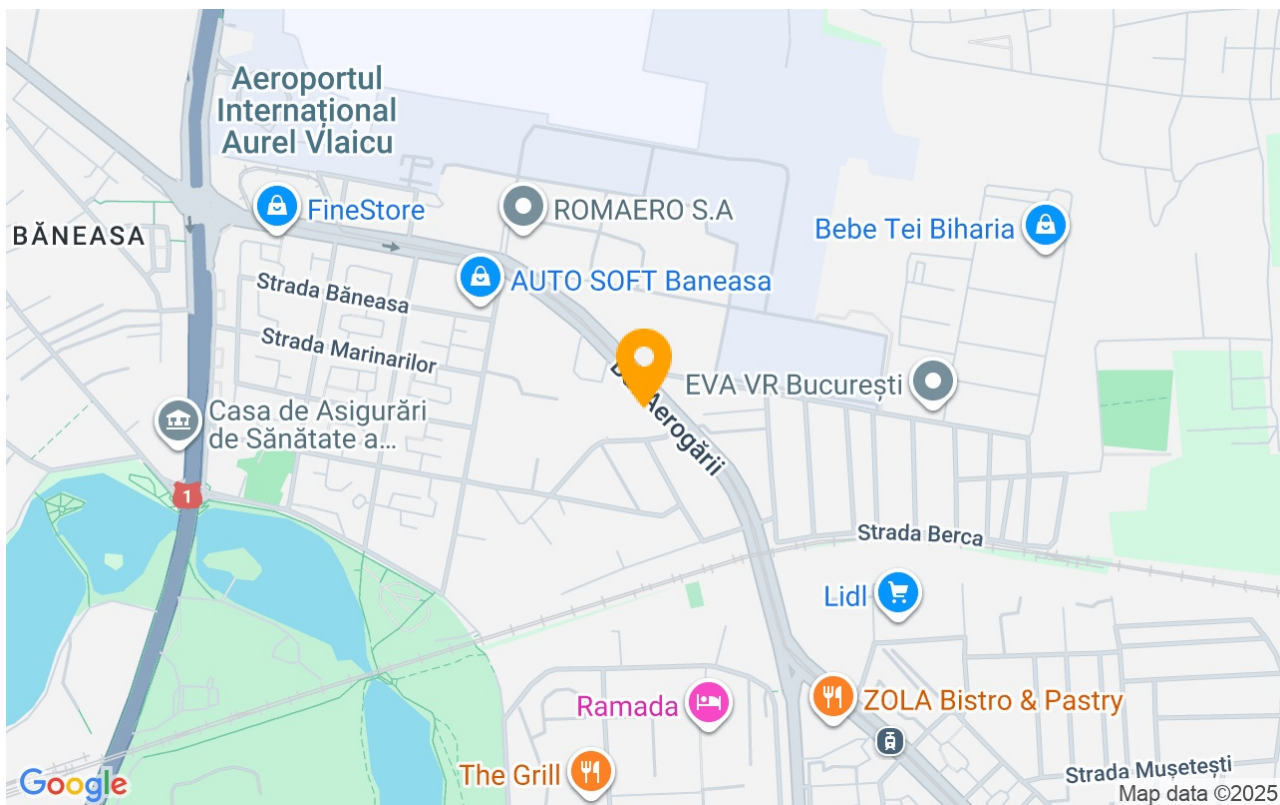 Aeroportul
Internațional
Aurel Vlaicu
FineStore
ROMAERO S.A
BĂNEASA
Bebe Tei Biharia
AUTO SOFT Baneasa
Strada Băneasa
Strada Marinarilor
EVA VR București
Aerogării
Casa de Asigurări
de Sănătate a...
1
Strada Berca
Lidl
Ramada
ZOLA Bistro & Pastry
The Grill
Strada Mușetești
Google
Map data ©2025